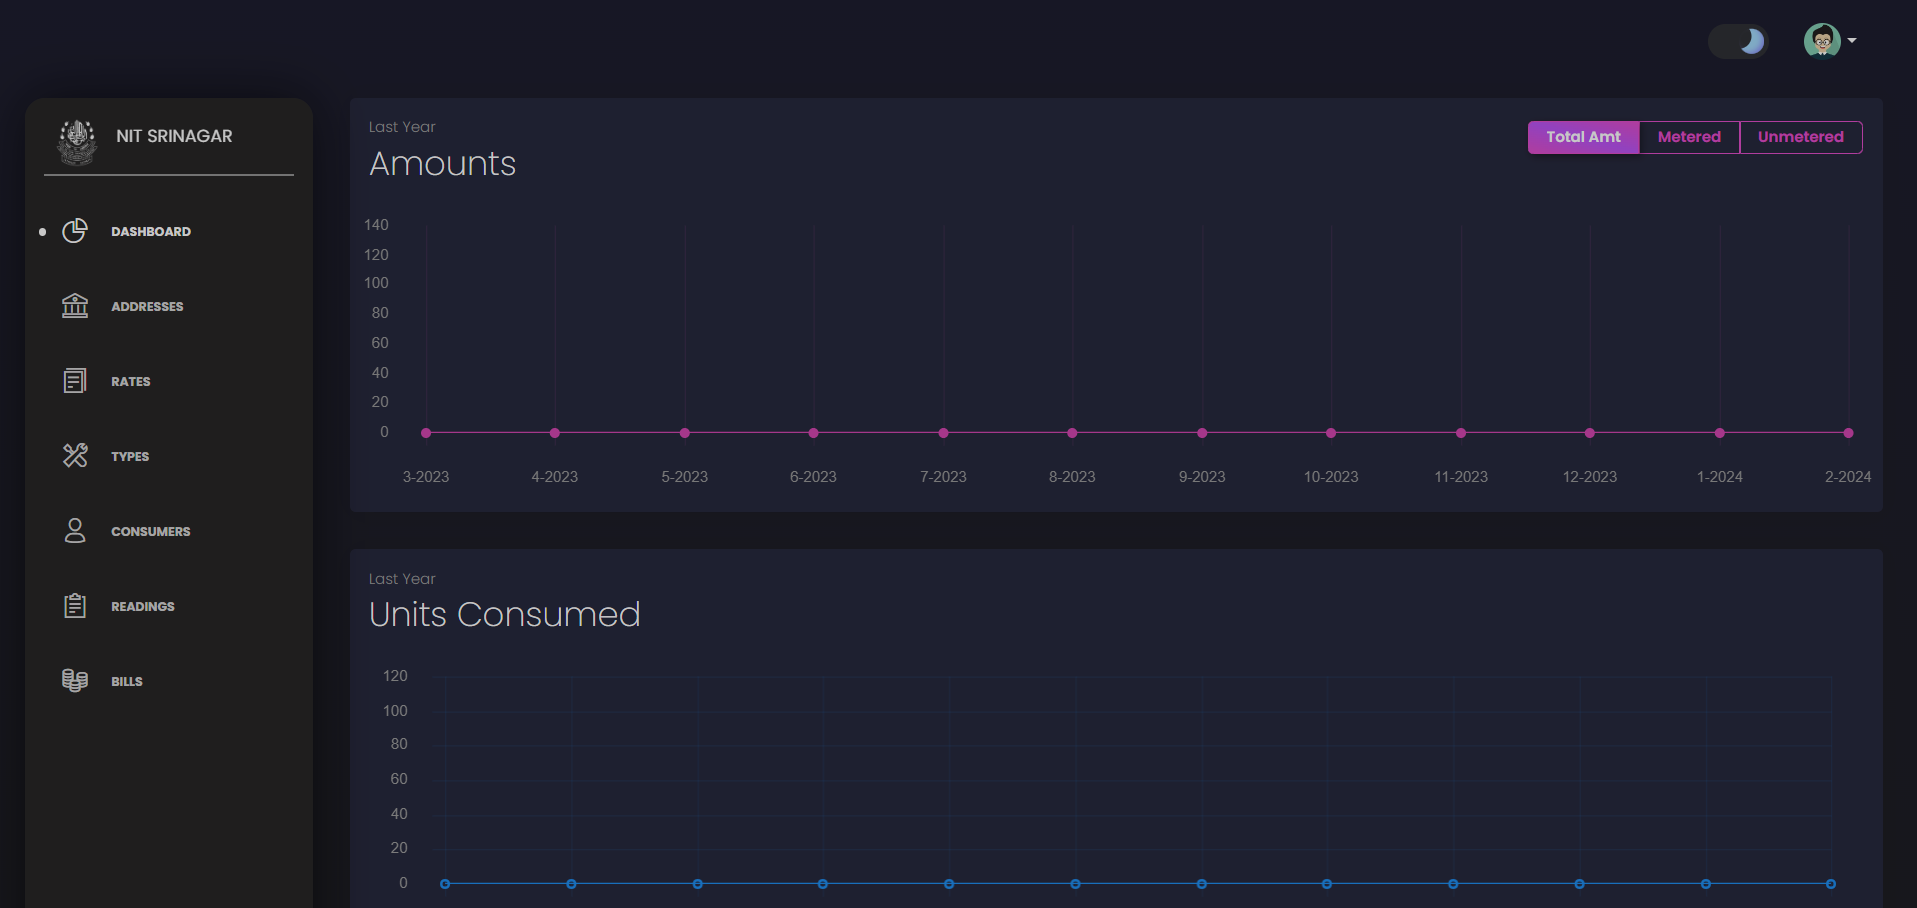 NIT SRINAGAR
DASHBOARD
ADDRESSES
RATES
TYPES
CONSUMERS
READINGS
BILLS
Last Year
Amounts
Total Amt Metered Unmetered
140
120
100
80
60
40
20
0
3-2023 4-2023 5-2023 6-2023 7-2023 8-2023 9-2023 10-2023 11-2023 12-2023 1-2024 2-2024
Last Year
Units Consumed
120
100
80
60
40
20
0